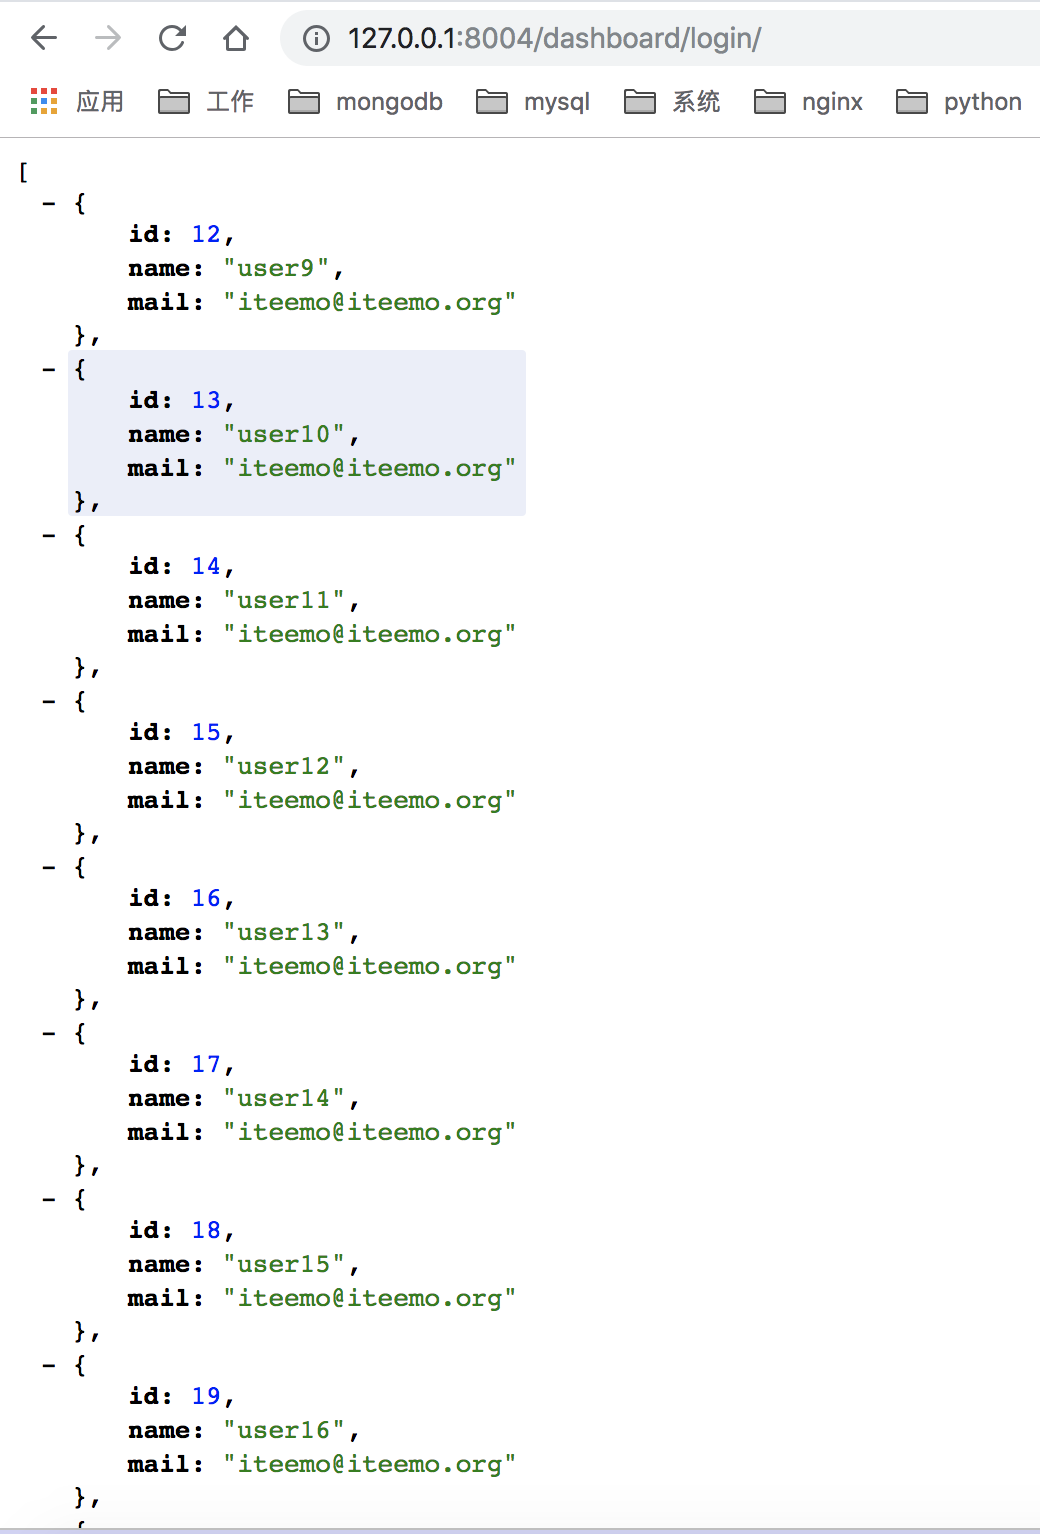 127.0.0.1:8004/dashboard/login/
应用 工作 mongodb mysql 系统 nginx python
[
- {
id: 12,
name: "user9",
mail: "iteemo@iteemo.org"
},
- {
id: 13,
name: "user10",
mail: "iteemo@iteemo.org"
},
- {
id: 14,
name: "user11",
mail: "iteemo@iteemo.org"
},
- {
id: 15,
name: "user12",
mail: "iteemo@iteemo.org"
},
- {
id: 16,
name: "user13",
mail: "iteemo@iteemo.org"
},
- {
id: 17,
name: "user14",
mail: "iteemo@iteemo.org"
},
- {
id: 18,
name: "user15",
mail: "iteemo@iteemo.org"
},
- {
id: 19,
name: "user16",
mail: "iteemo@iteemo.org"
},
{